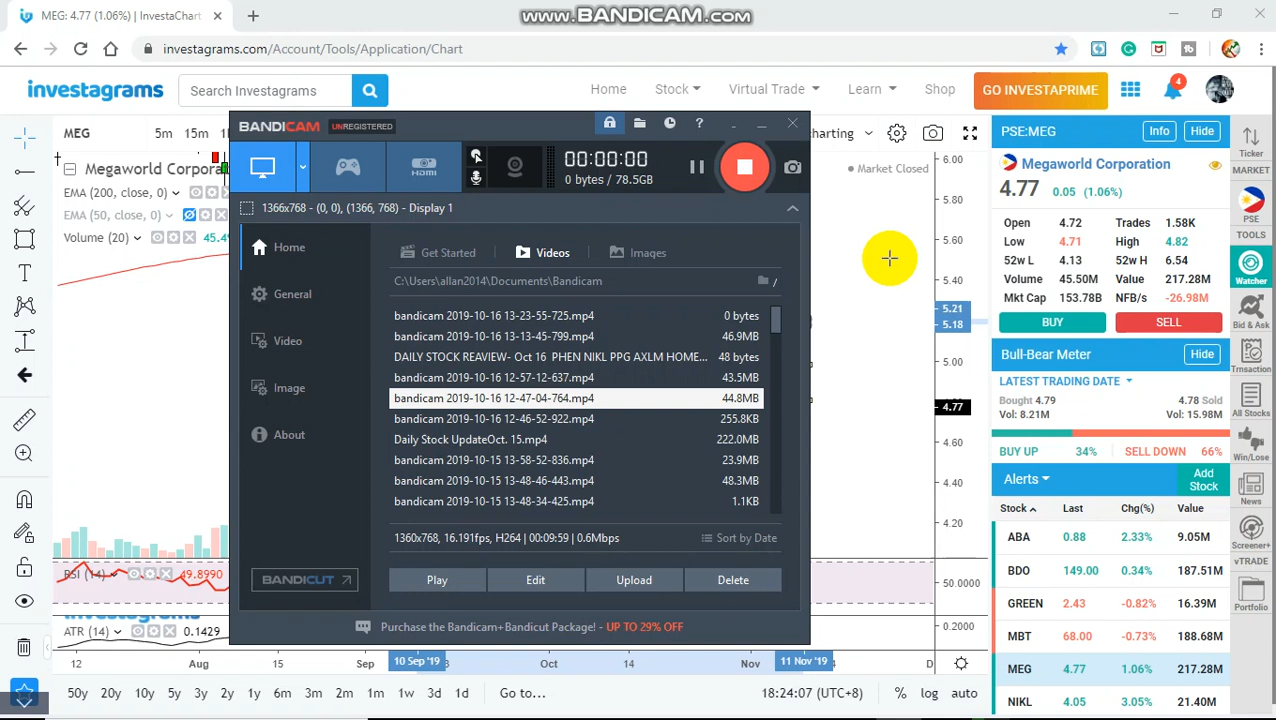 MEG: 4.77 (1.06%) | InvestaChart
www.BANDICAM.com
investagrams.com/Account/Tools/Application/Chart
investagrams
Search Investagrams
Home
Stock
Virtual Trade
Learn
Shop
GO INVESTAPRIME
4
MEG
5m
15m
1h
charting
Megaworld Corpora
EMA (200, close, 0)
EMA (50, close, 0)
Volume (20)
45.4
Market Closed
BANDICAM
UNREGISTERED
HDMI
00:00:00
0 bytes / 78.5GB
1366x768 - (0, 0), (1366, 768) - Display 1
Home
General
Video
Image
About
BANDICUT
Get Started
Videos
Images
C:\Users\allan2014\Documents\Bandicam
/
bandicam 2019-10-16 13-23-55-725.mp4 0 bytes
bandicam 2019-10-16 13-13-45-799.mp4 46.9MB
DAILY STOCK REAVIEW- Oct 16 PHEN NIKL PPG AXLM HOME... 48 bytes
bandicam 2019-10-16 12-57-12-637.mp4 43.5MB
bandicam 2019-10-16 12-47-04-764.mp4 44.8MB
bandicam 2019-10-16 12-46-52-922.mp4 255.8KB
Daily Stock UpdateOct. 15.mp4 222.0MB
bandicam 2019-10-15 13-58-52-836.mp4 23.9MB
bandicam 2019-10-15 13-48-46-443.mp4 48.3MB
bandicam 2019-10-15 13-48-34-425.mp4 1.1KB
1360x768, 16.191fps, H264 | 00:09:59 | 0.6Mbps
Sort by Date
Play
Edit
Upload
Delete
Purchase the Bandicam+Bandicut Package! - UP TO 29% OFF
6.00
5.80
5.60
5.40
5.21
5.18
5.00
4.77
4.60
4.40
4.20
50.0000
0.2000
RSI (14)
49.8990
ATR (14)
0.1429
12
Aug
15
Sep
10 Sep '19
Oct
14
Nov
11 Nov '19
D
50y
20y
10y
5y
3y
2y
1y
6m
3m
2m
1m
1w
3d
1d
Go to...
18:24:07 (UTC+8)
%
log
auto
PSE:MEG
Info
Hide
Megaworld Corporation
4.77 0.05 (1.06%)
Open 4.72 Trades 1.58K
Low 4.71 High 4.82
52w L 4.13 52w H 6.54
Volume 45.50M Value 217.28M
Mkt Cap 153.78B NFB/s -26.98M
BUY
SELL
Bull-Bear Meter
Hide
LATEST TRADING DATE
Bought 4.79 4.78 Sold
Vol: 8.21M Vol: 15.98M
BUY UP 34% SELL DOWN 66%
Alerts
Add
Stock
Stock Last Chg(%) Value
ABA 0.88 2.33% 9.05M
BDO 149.00 0.34% 187.51M
GREEN 2.43 -0.82% 16.39M
MBT 68.00 -0.73% 188.68M
MEG 4.77 1.06% 217.28M
NIKL 4.05 3.05% 21.40M
Ticker
MARKET
PSE
TOOLS
Watcher
Bid & Ask
Trnsaction
All Stocks
Win/Lose
News
Screener+
vTRADE
Portfolio